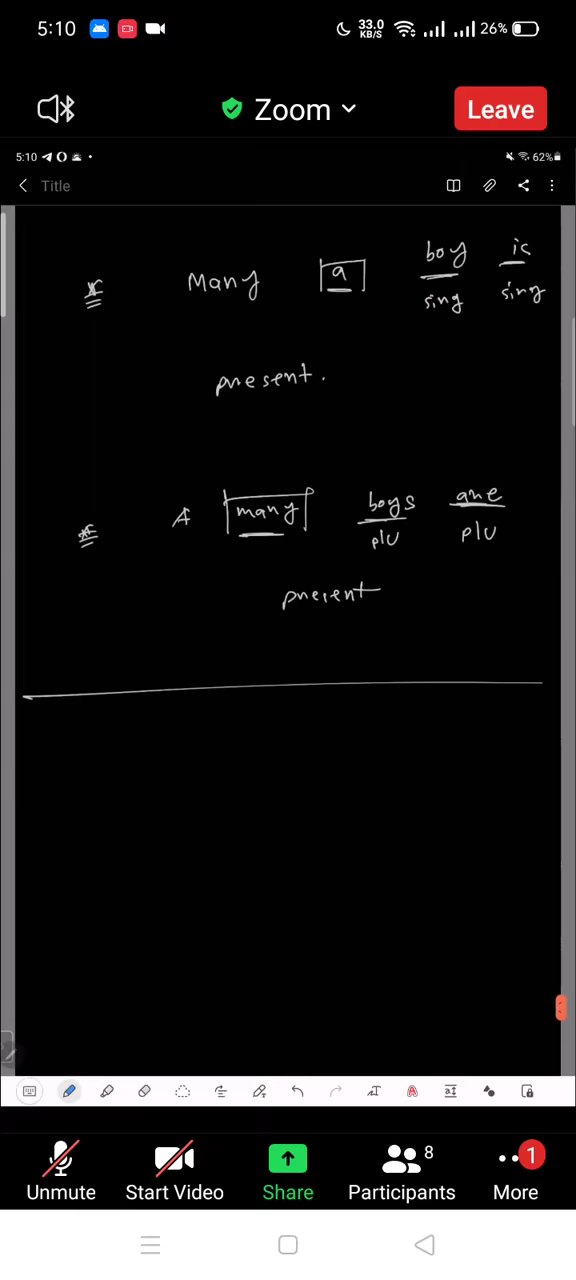 5:10
33.0 KB/S
26%
Zoom
Leave
5:10
62%
Title
Many a boy is
sing sing
present.
A many boys are
plu plu
present
Unmute
Start Video
Share
Participants 8
More 1